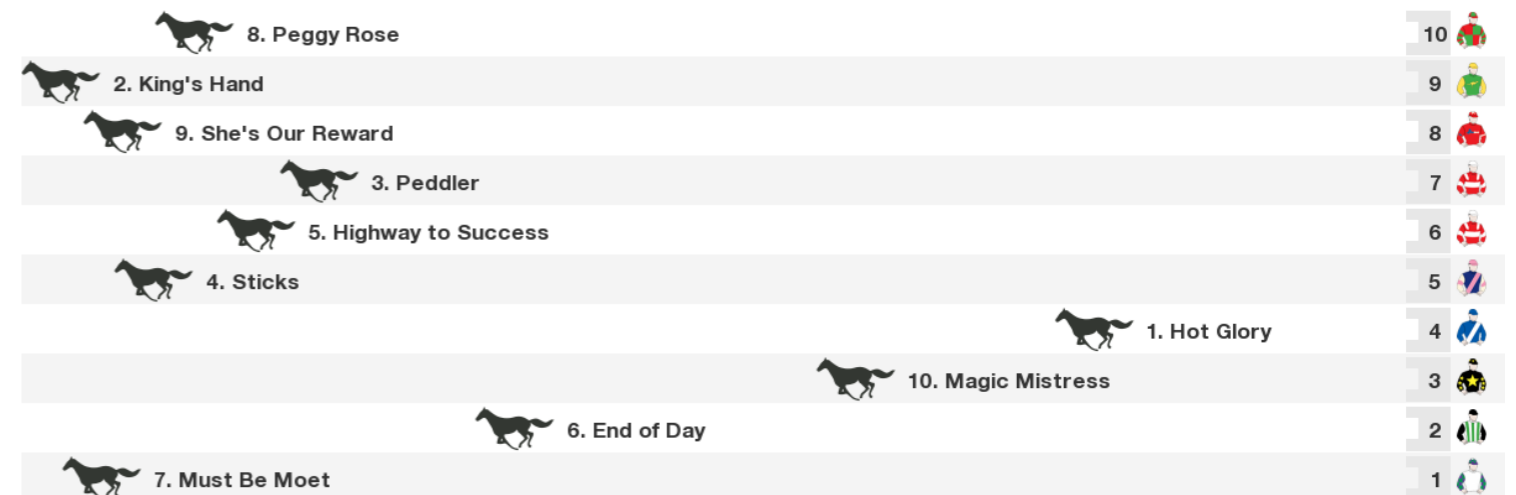 8. Peggy Rose 10
2. King's Hand 9
9. She's Our Reward 8
3. Peddler 7
5. Highway to Success 6
4. Sticks 5
1. Hot Glory 4
10. Magic Mistress 3
6. End of Day 2
7. Must Be Moet 1